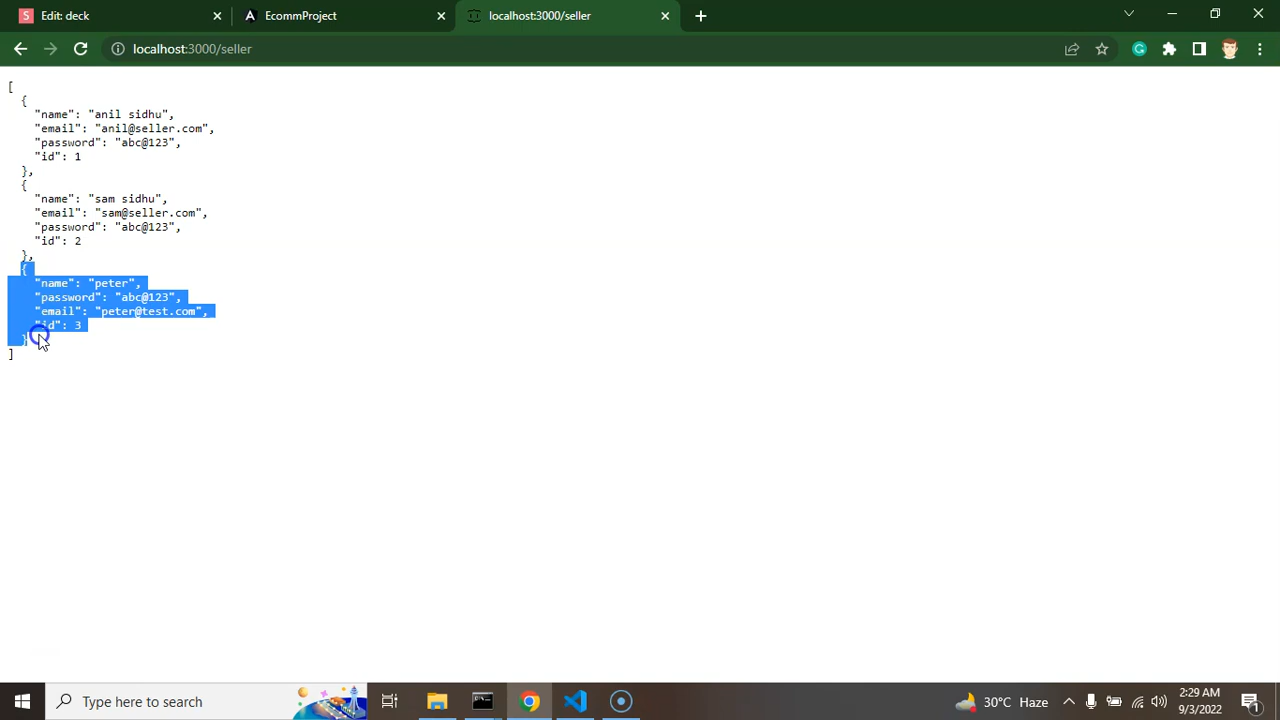 Edit: deck
EcommProject
localhost:3000/seller
localhost:3000/seller
[
{
"name": "anil sidhu",
"email": "anil@seller.com",
"password": "abc@123",
"id": 1
},
{
"name": "sam sidhu",
"email": "sam@seller.com",
"password": "abc@123",
"id": 2
},
{
"name": "peter",
"password": "abc@123",
"email": "peter@test.com",
"id": 3
}
]
Type here to search
30°C Haze
2:29 AM
9/3/2022